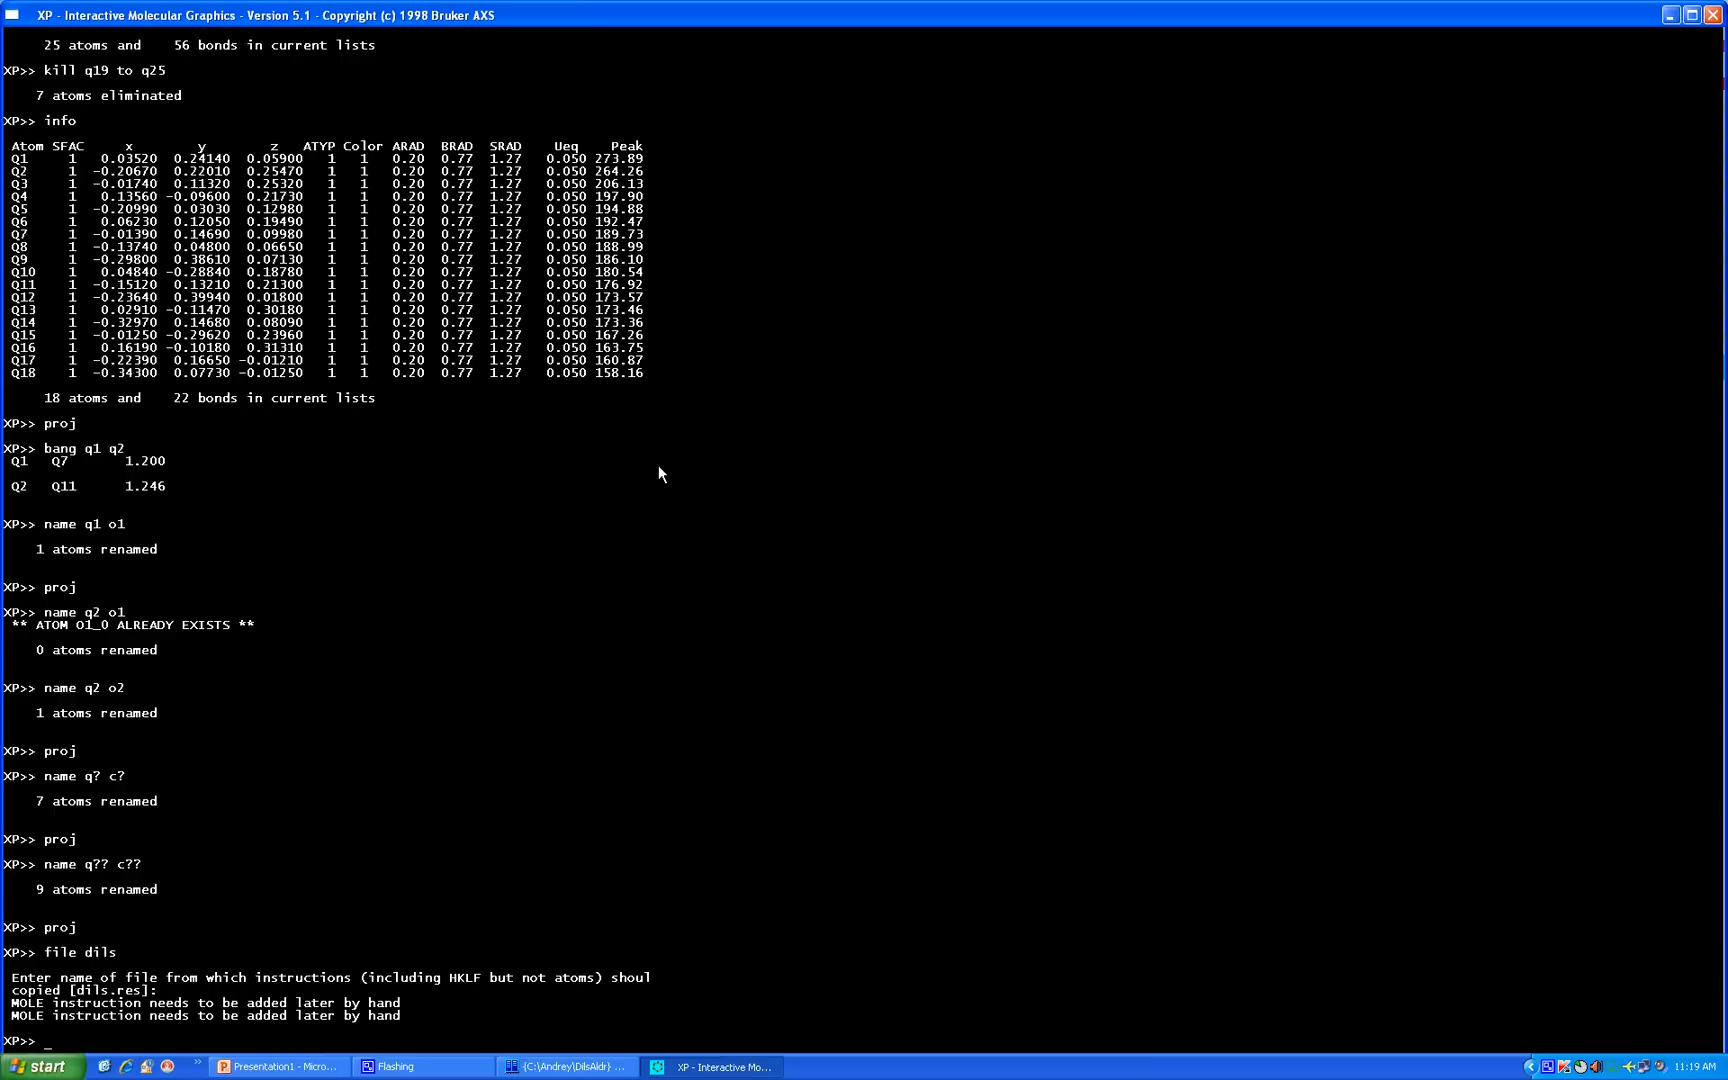 XP - Interactive Molecular Graphics - Version 5.1 - Copyright (c) 1998 Bruker AXS
25 atoms and    56 bonds in current lists
XP>> kill q19 to q25
7 atoms eliminated
XP>> info
Atom SFAC x y z ATYP Color ARAD BRAD SRAD Ueq Peak
Q1 1 0.03520 0.24140 0.05900 1 1 0.20 0.77 1.27 0.050 273.89
Q2 1 -0.20670 0.22010 0.25470 1 1 0.20 0.77 1.27 0.050 264.26
Q3 1 -0.01740 0.11320 0.25320 1 1 0.20 0.77 1.27 0.050 206.13
Q4 1 0.13560 -0.09600 0.21730 1 1 0.20 0.77 1.27 0.050 197.90
Q5 1 -0.20990 0.03030 0.12980 1 1 0.20 0.77 1.27 0.050 194.88
Q6 1 0.06230 0.12050 0.19490 1 1 0.20 0.77 1.27 0.050 192.47
Q7 1 -0.01390 0.14690 0.09980 1 1 0.20 0.77 1.27 0.050 189.73
Q8 1 -0.13740 0.04800 0.06650 1 1 0.20 0.77 1.27 0.050 188.99
Q9 1 -0.29800 0.38610 0.07130 1 1 0.20 0.77 1.27 0.050 186.10
Q10 1 0.04840 -0.28840 0.18780 1 1 0.20 0.77 1.27 0.050 180.54
Q11 1 -0.15120 0.13210 0.21300 1 1 0.20 0.77 1.27 0.050 176.92
Q12 1 -0.23640 0.39940 0.01800 1 1 0.20 0.77 1.27 0.050 173.57
Q13 1 0.02910 -0.11470 0.30180 1 1 0.20 0.77 1.27 0.050 173.46
Q14 1 -0.32970 0.14680 0.08090 1 1 0.20 0.77 1.27 0.050 173.36
Q15 1 -0.01250 -0.29620 0.23960 1 1 0.20 0.77 1.27 0.050 167.26
Q16 1 0.16190 -0.10180 0.31310 1 1 0.20 0.77 1.27 0.050 163.75
Q17 1 -0.22390 0.16650 -0.01210 1 1 0.20 0.77 1.27 0.050 160.87
Q18 1 -0.34300 0.07730 -0.01250 1 1 0.20 0.77 1.27 0.050 158.16
18 atoms and    22 bonds in current lists
XP>> proj
XP>> bang q1 q2
Q1 Q7 1.200
Q2 Q11 1.246
XP>> name q1 o1
1 atoms renamed
XP>> proj
XP>> name q2 o1
** ATOM O1_0 ALREADY EXISTS **
0 atoms renamed
XP>> name q2 o2
1 atoms renamed
XP>> proj
XP>> name q? c?
7 atoms renamed
XP>> proj
XP>> name q?? c??
9 atoms renamed
XP>> proj
XP>> file dils
Enter name of file from which instructions (including HKLF but not atoms) shoul
copied [dils.res]:
MOLE instruction needs to be added later by hand
MOLE instruction needs to be added later by hand
XP>> _
start » Presentation1 - Micro... Flashing {C:\Andrey\DilsAldr} ... XP - Interactive Mo... 11:19 AM